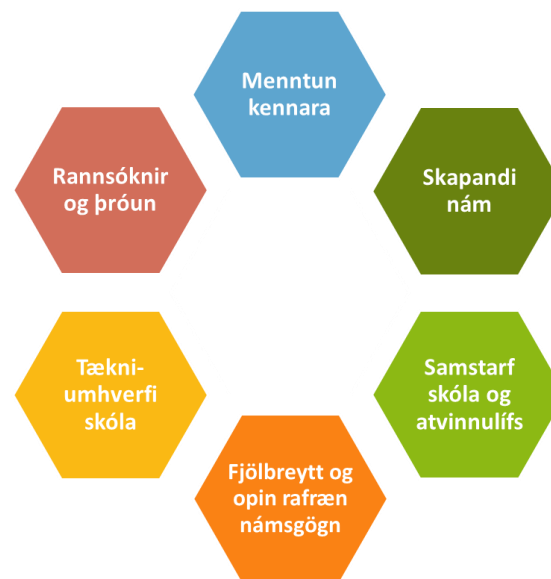 Menntun
kennara
Skapandi
nám
Samstarf
skóla og
atvinnulífs
Fjölbreytt og
opin rafræn
námsgögn
Tækni-
umhverfi
skóla
Rannsóknir
og þróun